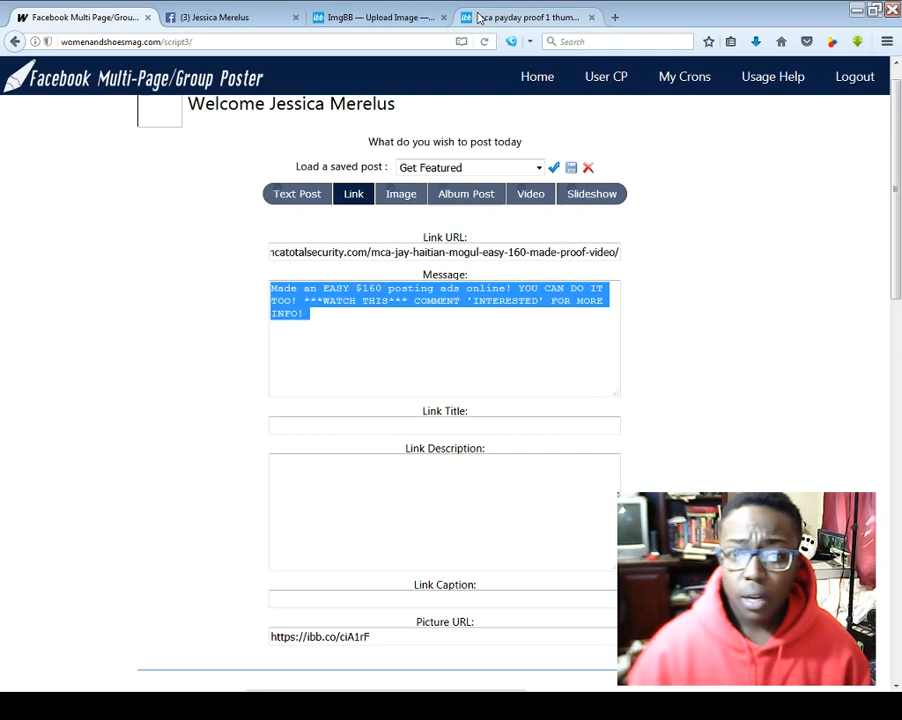 Facebook Multi Page/Grou...
(3) Jessica Merelus
ImgBB — Upload Image —...
ca payday proof 1 thum...
womenandshoesmag.com/script3/
Search
Facebook Multi-Page/Group Poster
Home
User CP
My Crons
Usage Help
Logout
Welcome Jessica Merelus
What do you wish to post today
Load a saved post :
Get Featured
Text Post
Link
Image
Album Post
Video
Slideshow
Link URL:
ncatotalsecurity.com/mca-jay-haitian-mogul-easy-160-made-proof-video/
Message:
Made an EASY $160 posting ads online! YOU CAN DO IT
TOO! ***WATCH THIS*** COMMENT 'INTERESTED' FOR MORE
INFO!
Link Title:
Link Description:
Link Caption:
Picture URL:
https://ibb.co/ciA1rF